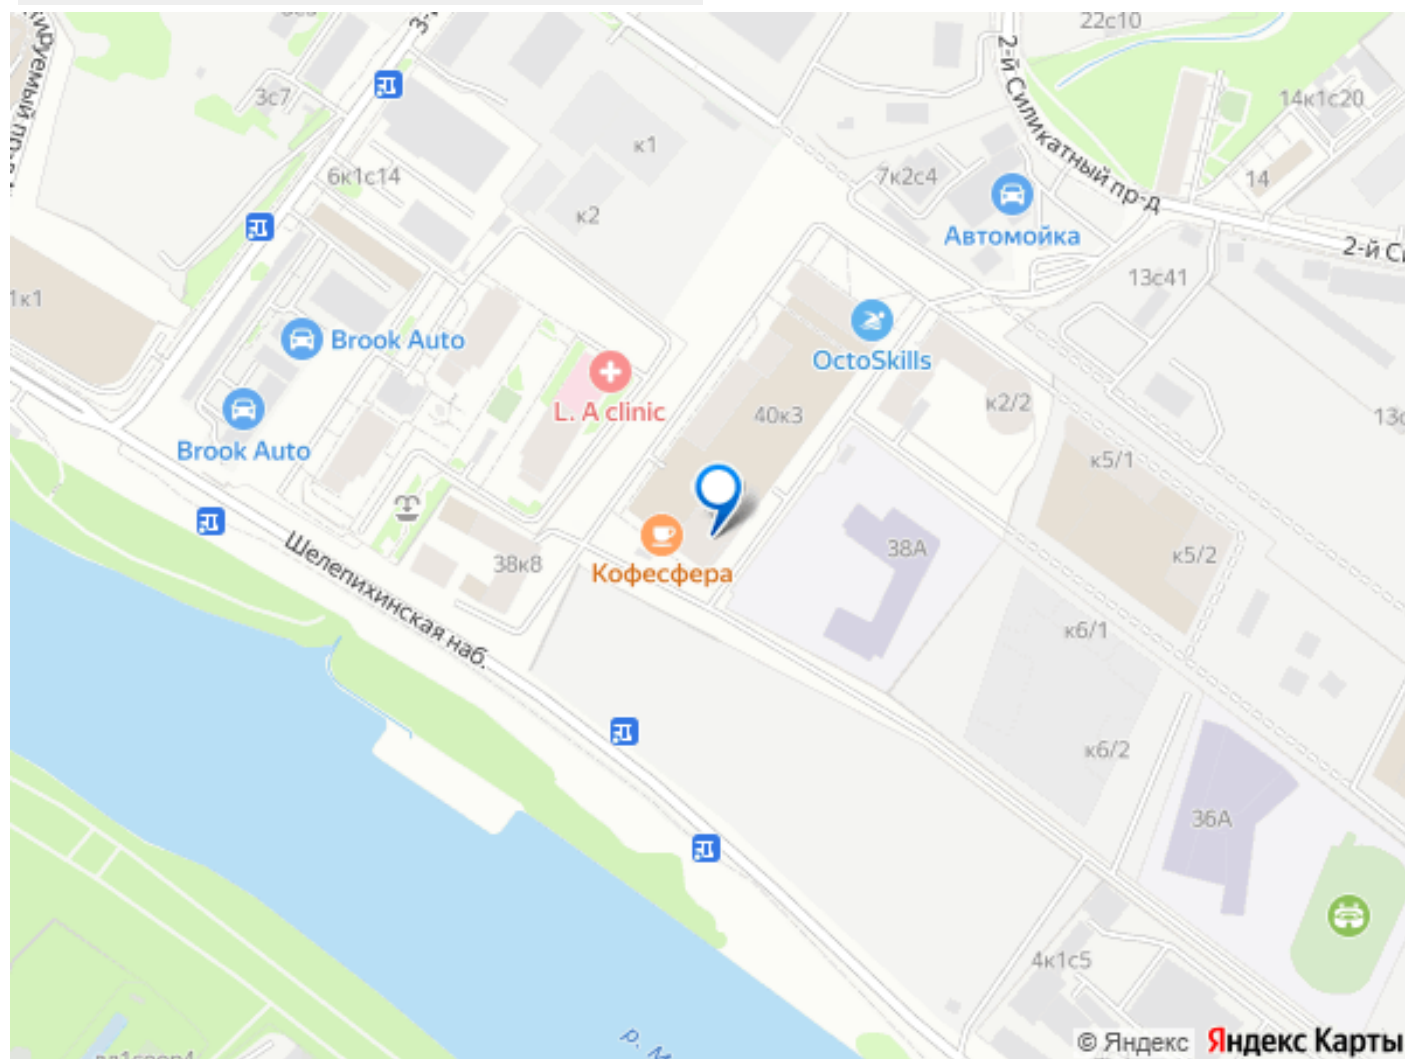 22с10
2-й Силикатный пр-д
14к1с20
3с7
к1
6к1с14
7к2с4
14
к2
Автомойка
2-й Си
13с41
1к1
Brook Auto
OctoSkills
L. A clinic
40к3
к2/2
13с
Brook Auto
к5/1
Шелепихинская наб.
38к8
Кофесфера
38А
к5/2
к6/1
к6/2
36А
4к1с5
р. М
© Яндекс Яндекс Карты